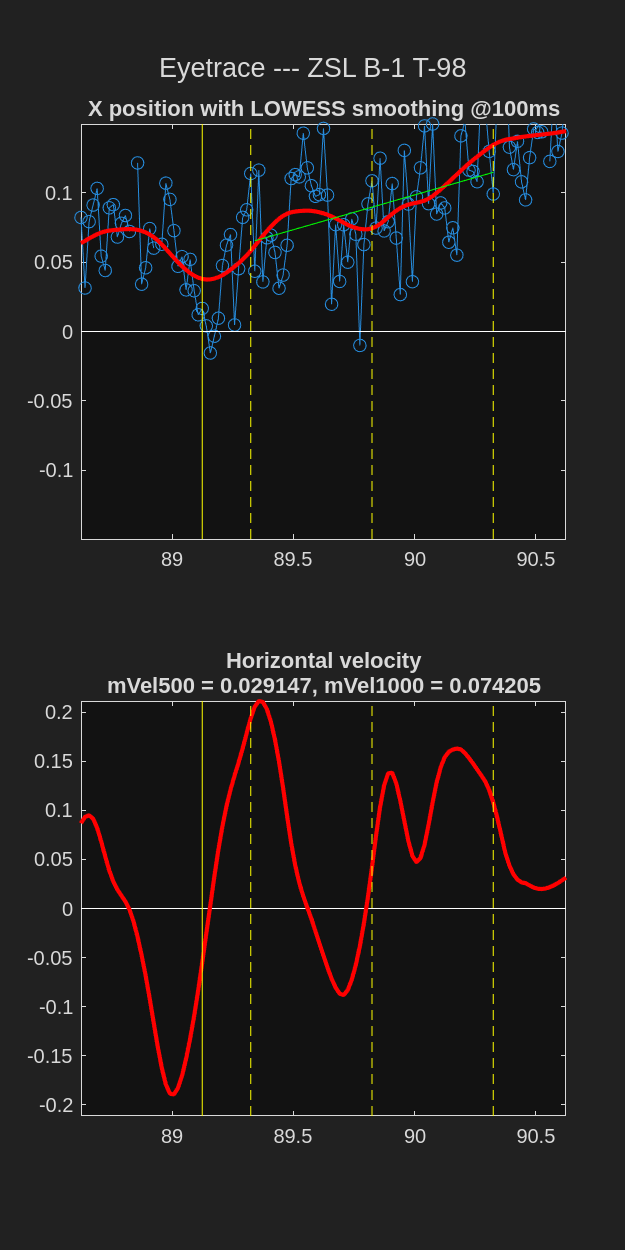 Eyetrace --- ZSL B-1 T-98
X position with LOWESS smoothing @100ms
0.1
0.05
0
-0.05
-0.1
89 89.5 90 90.5
Horizontal velocity
mVel500 = 0.029147, mVel1000 = 0.074205
0.2
0.15
0.1
0.05
0
-0.05
-0.1
-0.15
-0.2
89 89.5 90 90.5